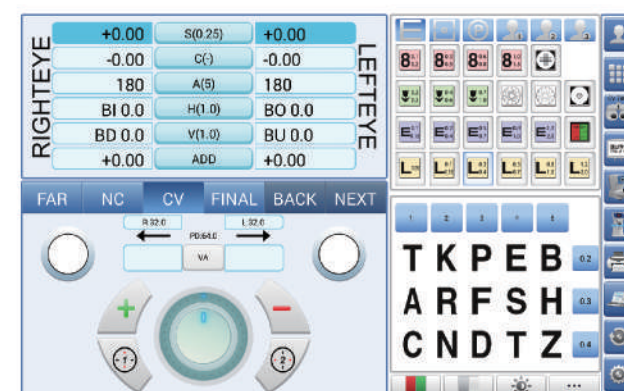 RIGHTEYE
LEFTEYE
+0.00 S(0.25) +0.00
-0.00 C(-) -0.00
180 A(5) 180
BI 0.0 H(1.0) BO 0.0
BD 0.0 V(1.0) BU 0.0
+0.00 ADD +0.00
FAR NC CV FINAL BACK NEXT
R:32.0 L:32.0
PD:64.0
VA
0
+ −
1 2
1 2 3 4 5
T K P E B 0.2
A R F S H 0.3
C N D T Z 0.4
...